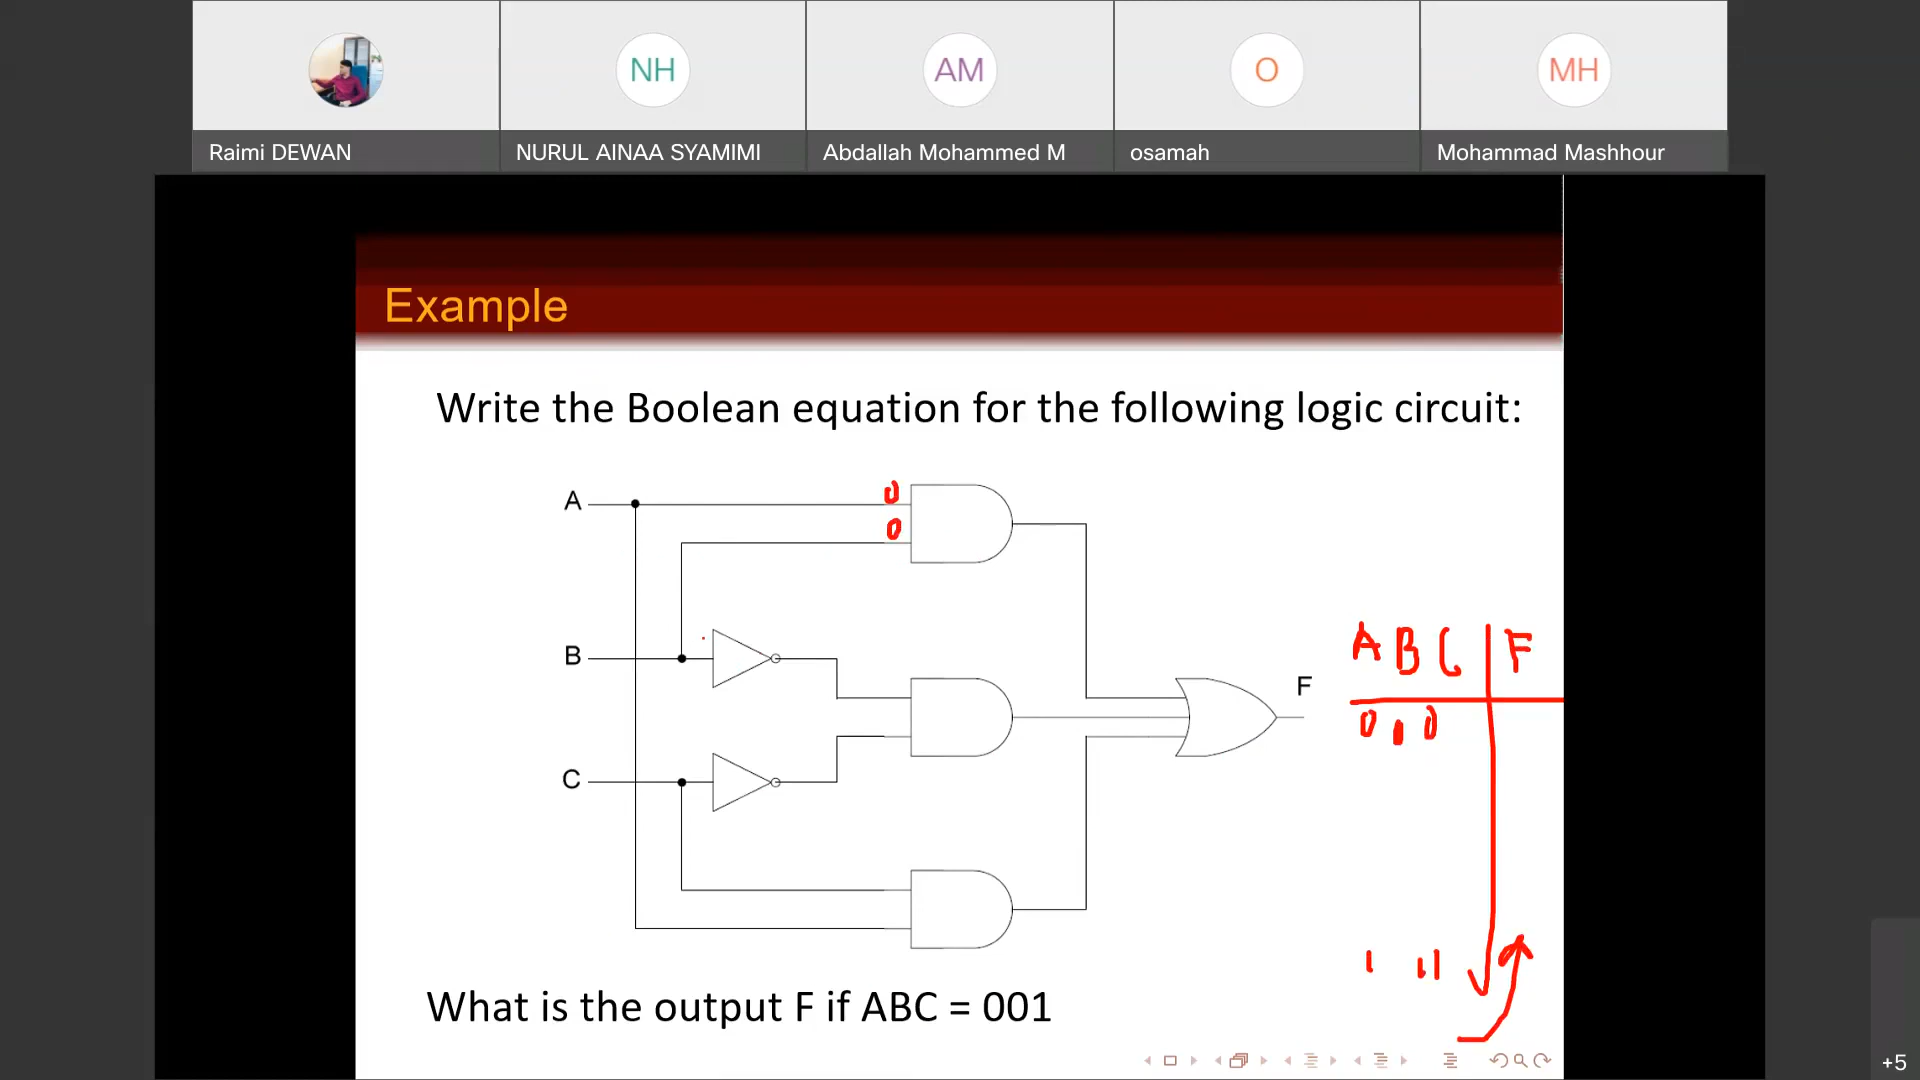 NH AM O MH
Raimi DEWAN NURUL AINAA SYAMIMI Abdallah Mohammed M osamah Mohammad Mashhour
Example
Write the Boolean equation for the following logic circuit:
A 0
0
B
C
F
A B C F
0 0 0
1 1 1
What is the output F if ABC = 001
+5